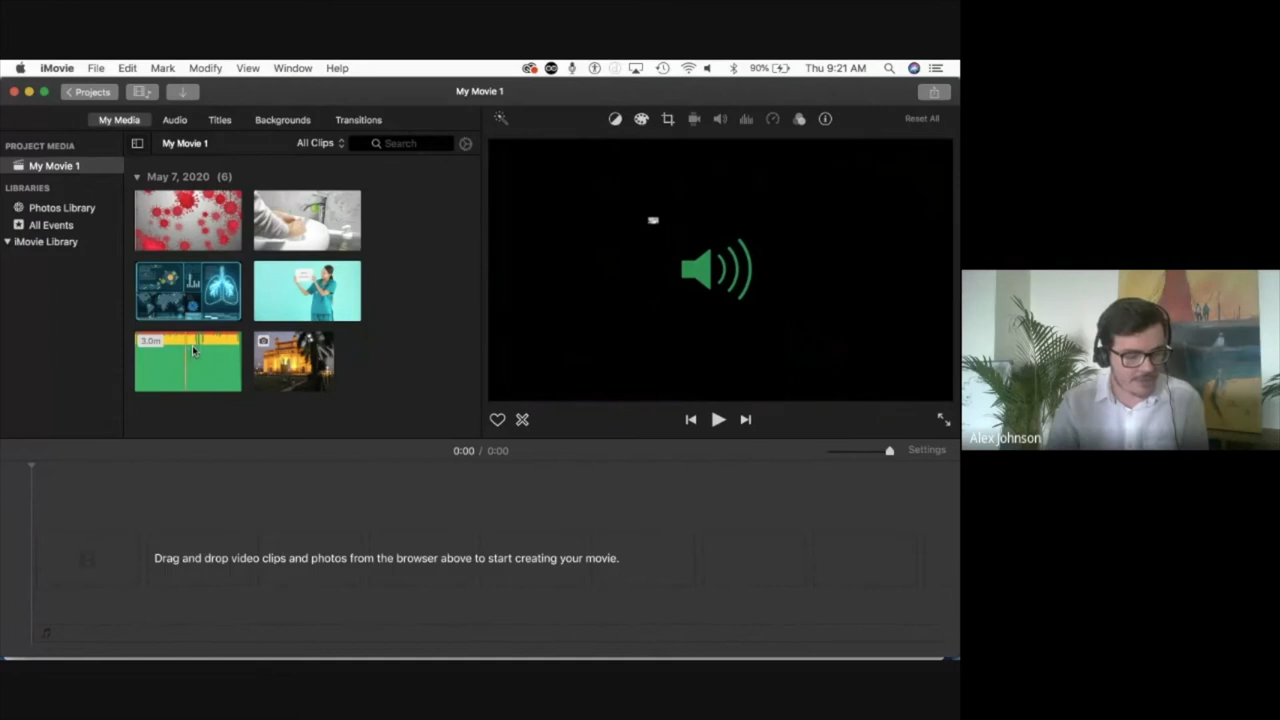 iMovie File Edit Mark Modify View Window Help 90% Thu 9:21 AM
Projects My Movie 1
My Media Audio Titles Backgrounds Transitions Reset All
PROJECT MEDIA My Movie 1 All Clips Search
My Movie 1 May 7, 2020 (6)
LIBRARIES
Photos Library
All Events
iMovie Library
3.0m
Alex Johnson
0:00 / 0:00 Settings
Drag and drop video clips and photos from the browser above to start creating your movie.